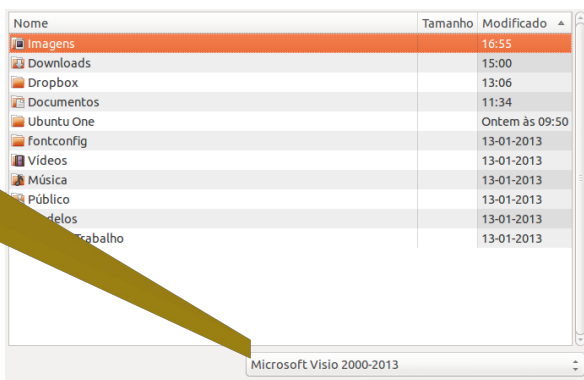 Nome Tamanho Modificado
Imagens 16:55
Downloads 15:00
Dropbox 13:06
Documentos 11:34
Ubuntu One Ontem às 09:50
fontconfig 13-01-2013
Vídeos 13-01-2013
Música 13-01-2013
Público 13-01-2013
delos 13-01-2013
Trabalho 13-01-2013
Microsoft Visio 2000-2013